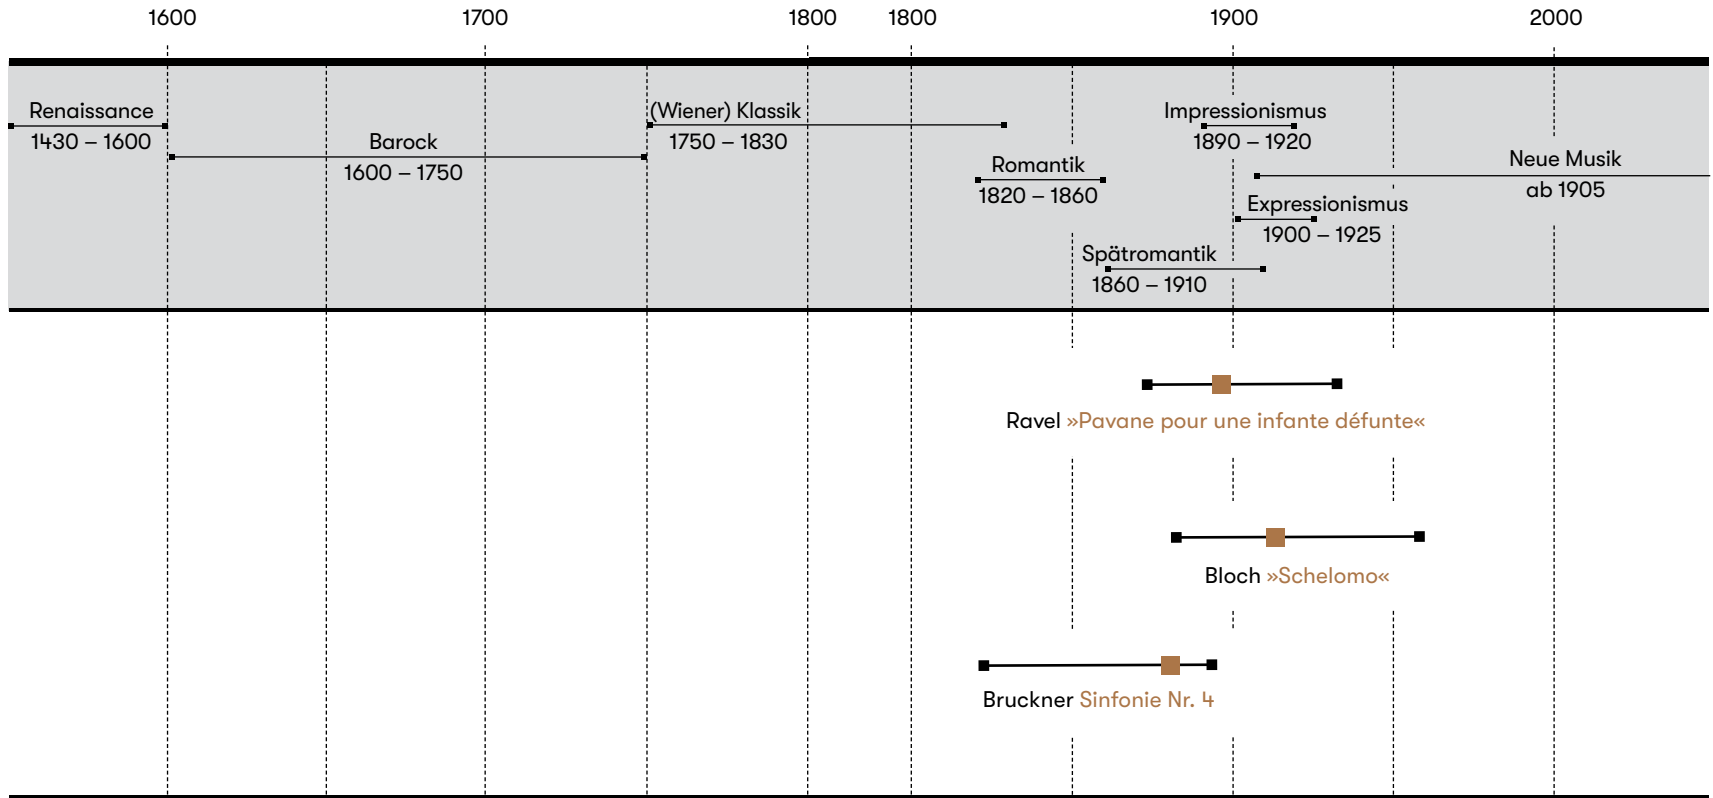 1600 1700 1800 1800 1900 2000
Renaissance
1430 – 1600
Barock
1600 – 1750
(Wiener) Klassik
1750 – 1830
Romantik
1820 – 1860
Spätromantik
1860 – 1910
Impressionismus
1890 – 1920
Expressionismus
1900 – 1925
Neue Musik
ab 1905
Ravel »Pavane pour une infante défunte«
Bloch »Schelomo«
Bruckner Sinfonie Nr. 4